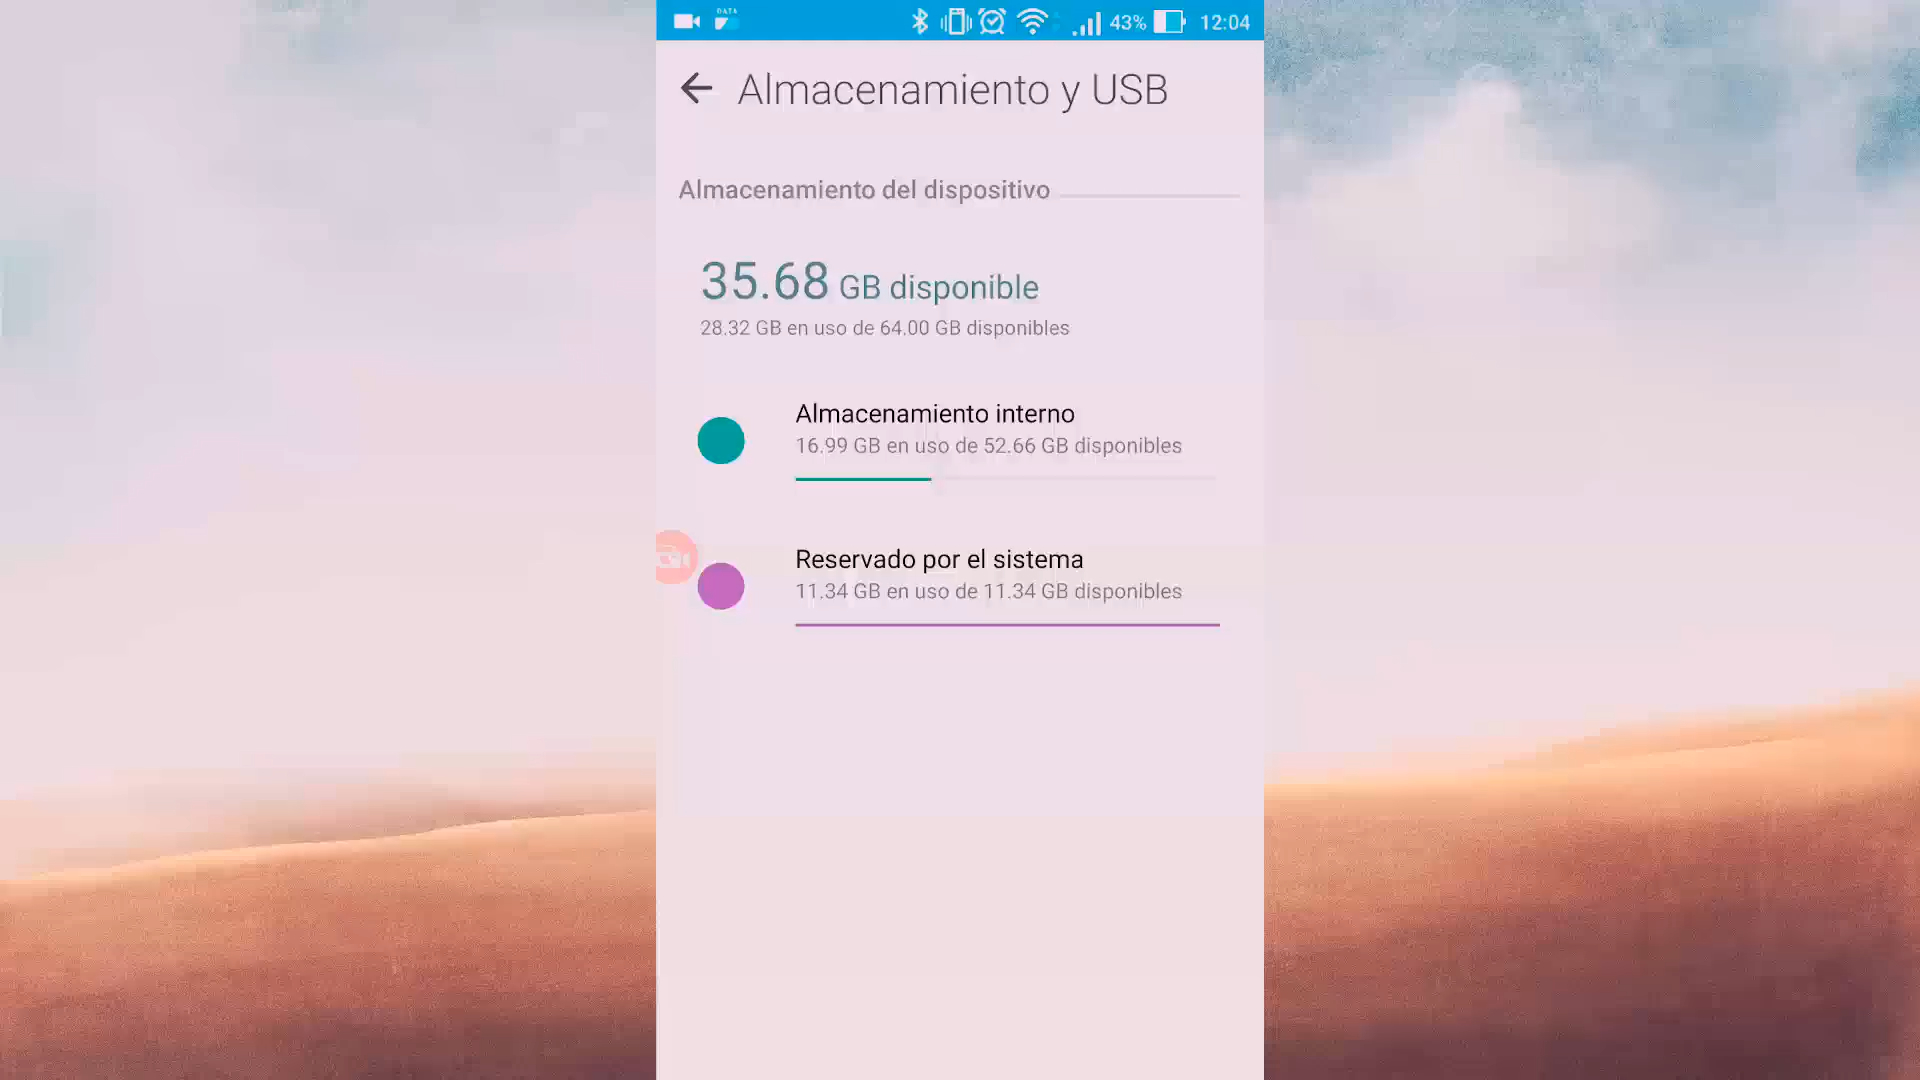 DATA
43% 12:04
Almacenamiento y USB
Almacenamiento del dispositivo
35.68 GB disponible
28.32 GB en uso de 64.00 GB disponibles
Almacenamiento interno
16.99 GB en uso de 52.66 GB disponibles
Reservado por el sistema
11.34 GB en uso de 11.34 GB disponibles